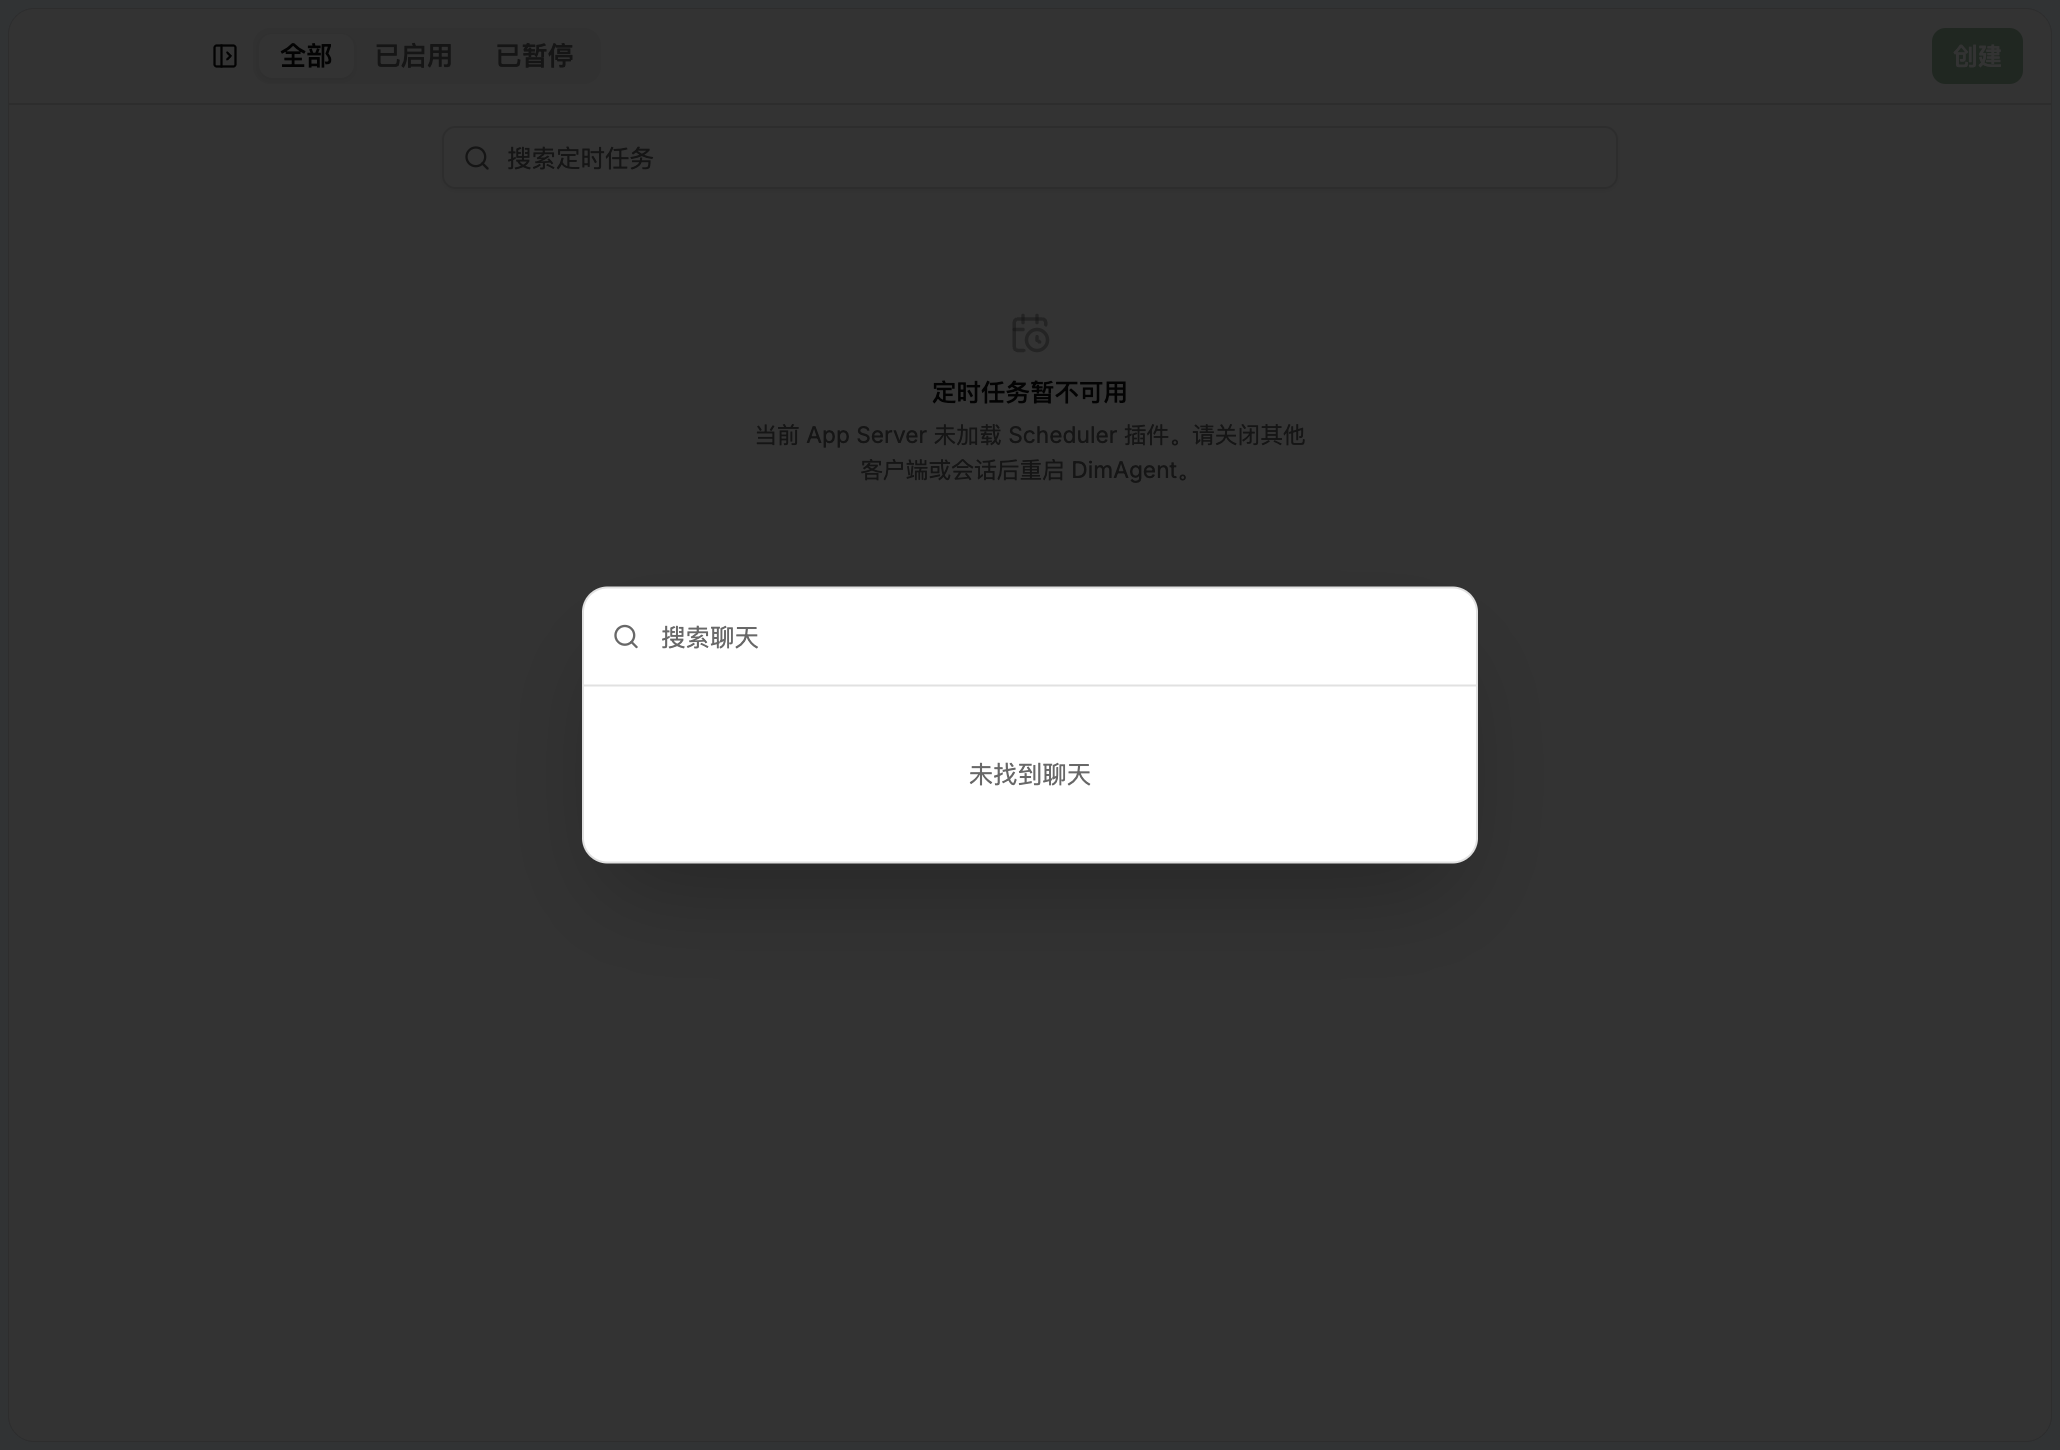 全部 已启用 已暂停 创建
搜索定时任务
定时任务暂不可用
当前 App Server 未加载 Scheduler 插件。请关闭其他
客户端或会话后重启 DimAgent。
搜索聊天
未找到聊天